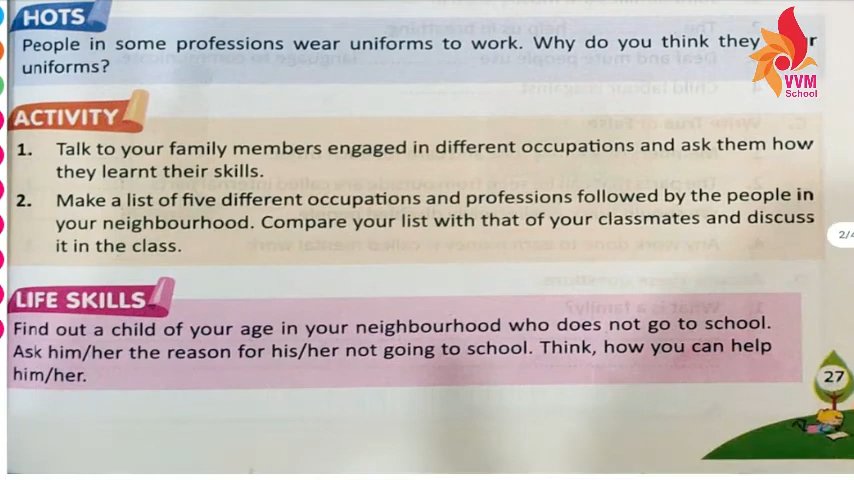 HOTS
People in some professions wear uniforms to work. Why do you think they r
uniforms?
VVM
School
ACTIVITY
1. Talk to your family members engaged in different occupations and ask them how
they learnt their skills.
2. Make a list of five different occupations and professions followed by the people in
your neighbourhood. Compare your list with that of your classmates and discuss
it in the class.
2/4
LIFE SKILLS
Find out a child of your age in your neighbourhood who does not go to school.
Ask him/her the reason for his/her not going to school. Think, how you can help
him/her.
27